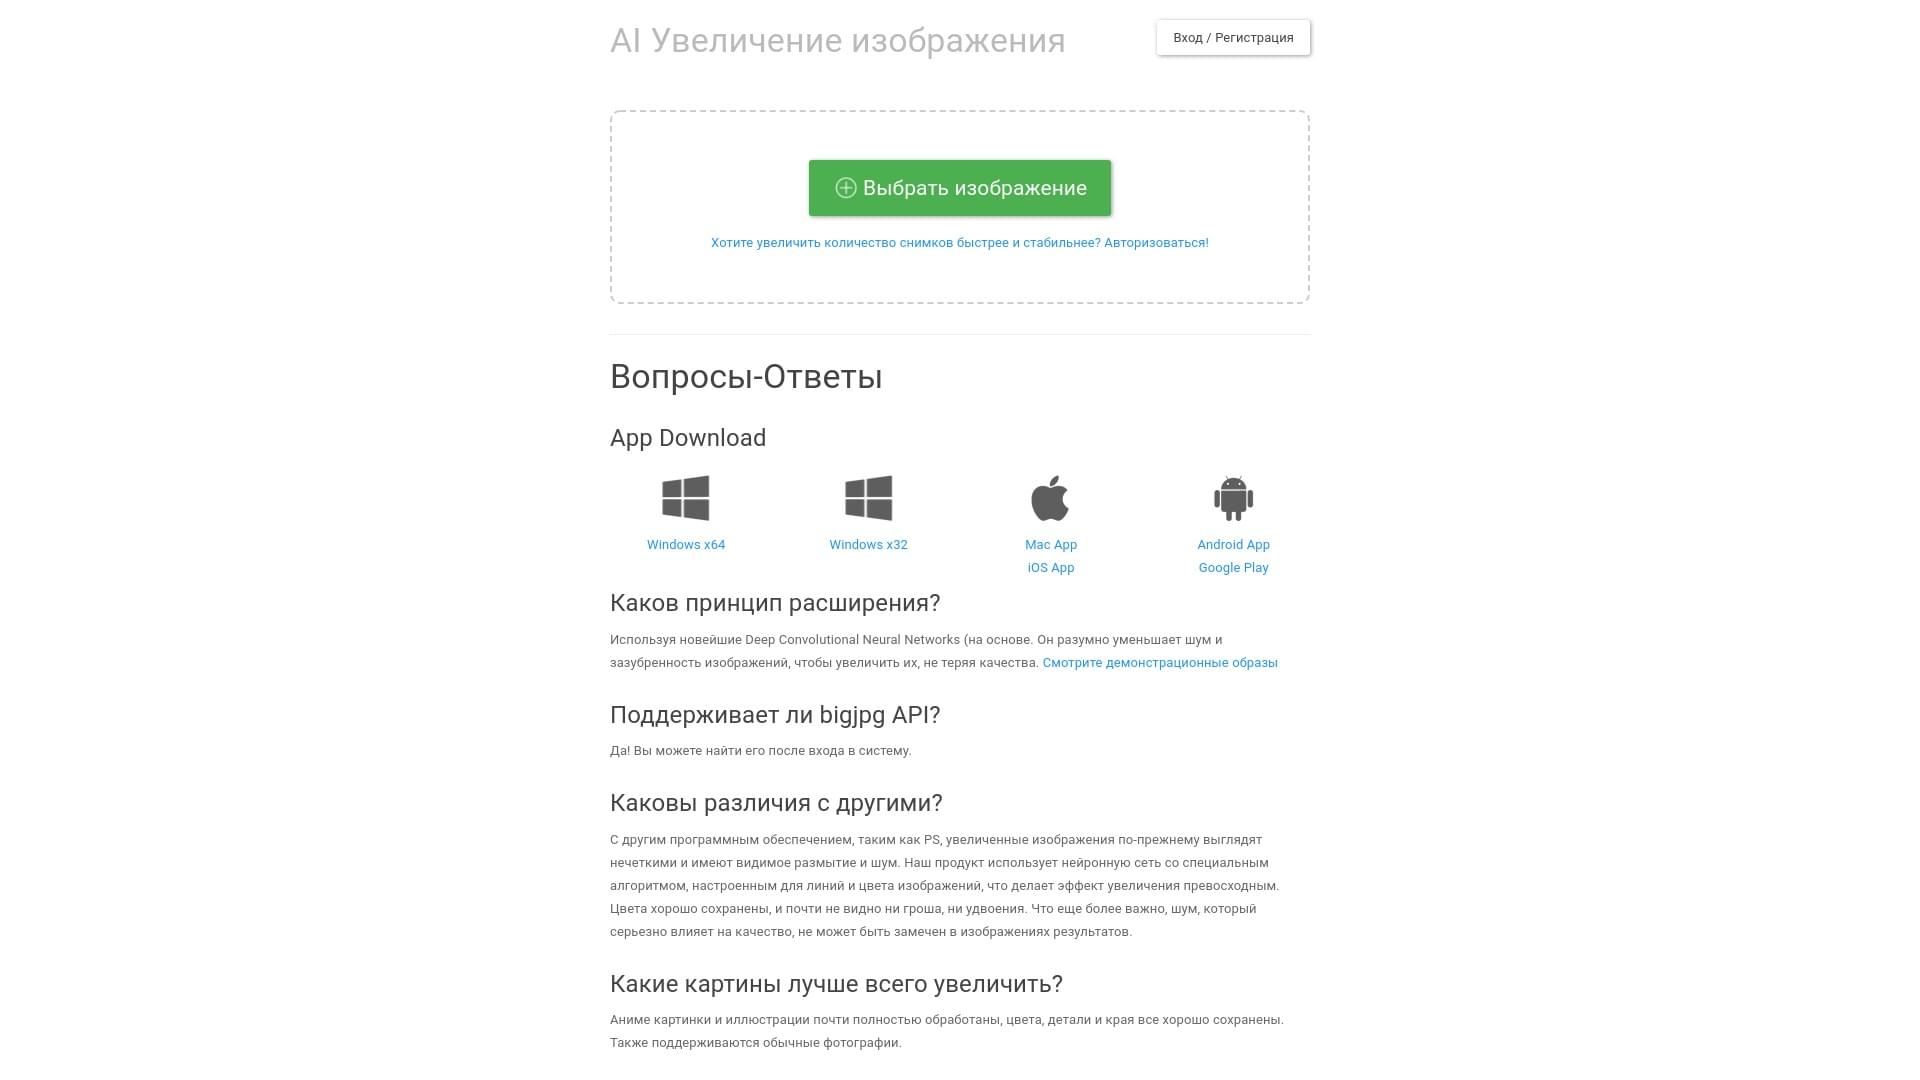 AI Увеличение изображения
Вход / Регистрация
Выбрать изображение
Хотите увеличить количество снимков быстрее и стабильнее? Авторизоваться!
Вопросы-Ответы
App Download
Windows x64
Windows x32
Mac App
iOS App
Android App
Google Play
Каков принцип расширения?
Используя новейшие Deep Convolutional Neural Networks (на основе. Он разумно уменьшает шум и
зазубренность изображений, чтобы увеличить их, не теряя качества. Смотрите демонстрационные образы
Поддерживает ли bigjpg API?
Да! Вы можете найти его после входа в систему.
Каковы различия с другими?
С другим программным обеспечением, таким как PS, увеличенные изображения по-прежнему выглядят
нечеткими и имеют видимое размытие и шум. Наш продукт использует нейронную сеть со специальным
алгоритмом, настроенным для линий и цвета изображений, что делает эффект увеличения превосходным.
Цвета хорошо сохранены, и почти не видно ни гроша, ни удвоения. Что еще более важно, шум, который
серьезно влияет на качество, не может быть замечен в изображениях результатов.
Какие картины лучше всего увеличить?
Аниме картинки и иллюстрации почти полностью обработаны, цвета, детали и края все хорошо сохранены.
Также поддерживаются обычные фотографии.